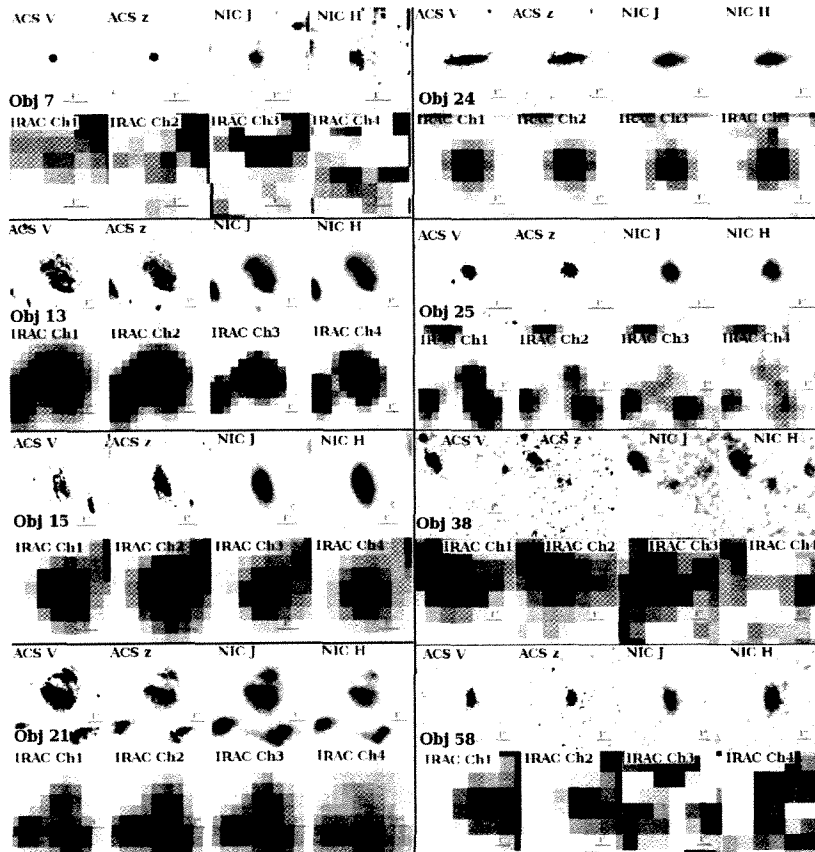 ACS V ACS z NIC J NIC H
Obj 7
IRAC Ch1 IRAC Ch2 IRAC Ch3 IRAC Ch4
ACS V ACS z NIC J NIC H
Obj 24
IRAC Ch1 IRAC Ch2 IRAC Ch3 IRAC Ch4
ACS V ACS z NIC J NIC H
Obj 13
IRAC Ch1 IRAC Ch2 IRAC Ch3 IRAC Ch4
ACS V ACS z NIC J NIC H
Obj 25
IRAC Ch1 IRAC Ch2 IRAC Ch3 IRAC Ch4
ACS V ACS z NIC J NIC H
Obj 15
IRAC Ch1 IRAC Ch2 IRAC Ch3 IRAC Ch4
ACS V ACS z NIC J NIC H
Obj 38
IRAC Ch1 IRAC Ch2 IRAC Ch3 IRAC Ch4
ACS V ACS z NIC J NIC H
Obj 21
IRAC Ch1 IRAC Ch2 IRAC Ch3 IRAC Ch4
ACS V ACS z NIC J NIC H
Obj 58
IRAC Ch1 IRAC Ch2 IRAC Ch3 IRAC Ch4